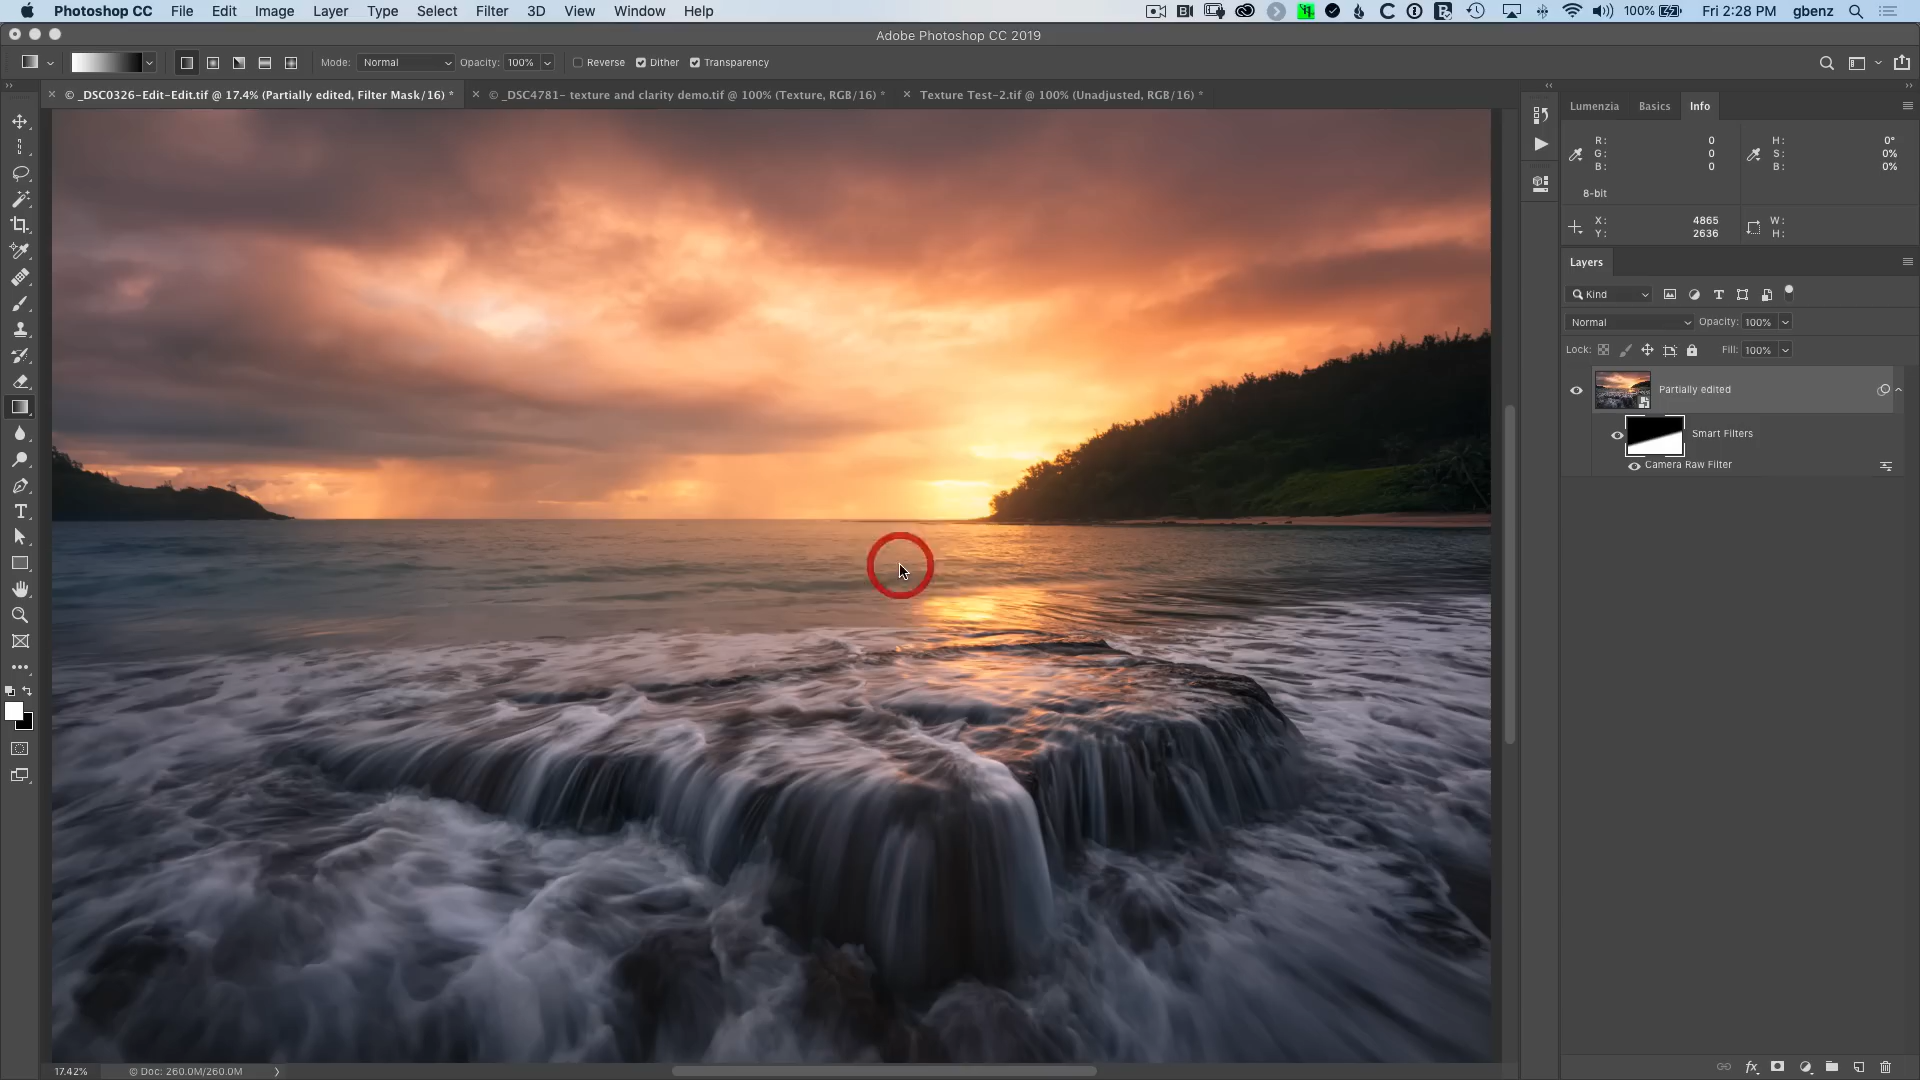 Photoshop CC File Edit Image Layer Type Select Filter 3D View Window Help 100% Fri 2:28 PM gbenz
Adobe Photoshop CC 2019
Mode: Normal Opacity: 100% Reverse Dither Transparency
© _DSC0326-Edit-Edit.tif @ 17.4% (Partially edited, Filter Mask/16) * © _DSC4781- texture and clarity demo.tif @ 100% (Texture, RGB/16) * Texture Test-2.tif @ 100% (Unadjusted, RGB/16) *
Lumenzia Basics Info
R: 0 H: 0°
G: 0 S: 0%
B: 0 B: 0%
8-bit
X: 4865 W:
Y: 2636 H:
Layers
Kind
Normal Opacity: 100%
Lock: Fill: 100%
Partially edited
Smart Filters
Camera Raw Filter
17.42% © Doc: 260.0M/260.0M